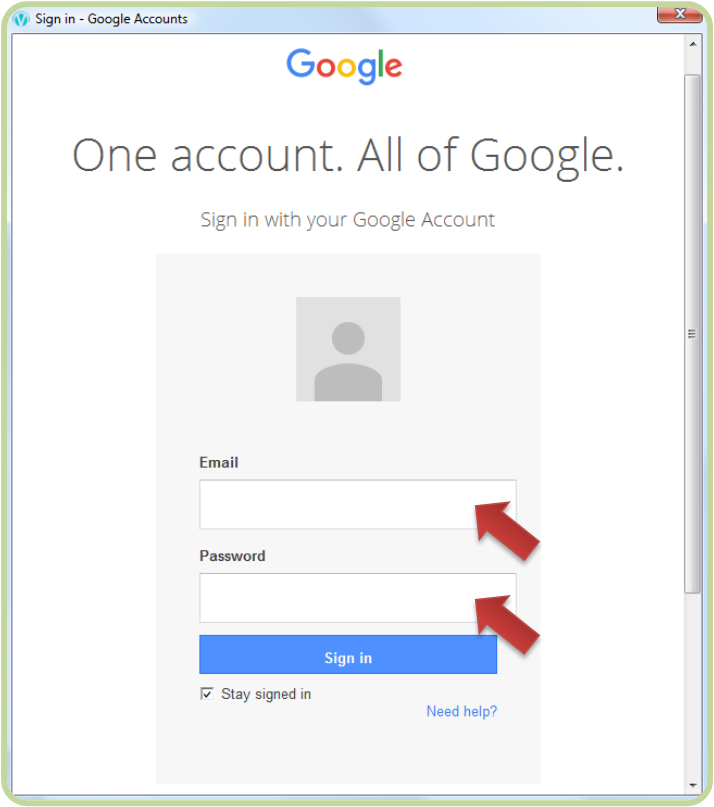 Sign in - Google Accounts
Google
One account. All of Google.
Sign in with your Google Account
Email
Password
Sign in
Stay signed in
Need help?